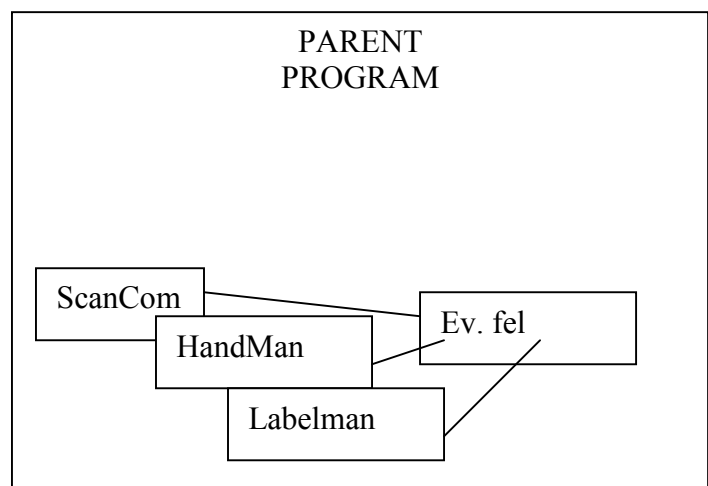 PARENT
PROGRAM
ScanCom
Ev. fel
HandMan
Labelman